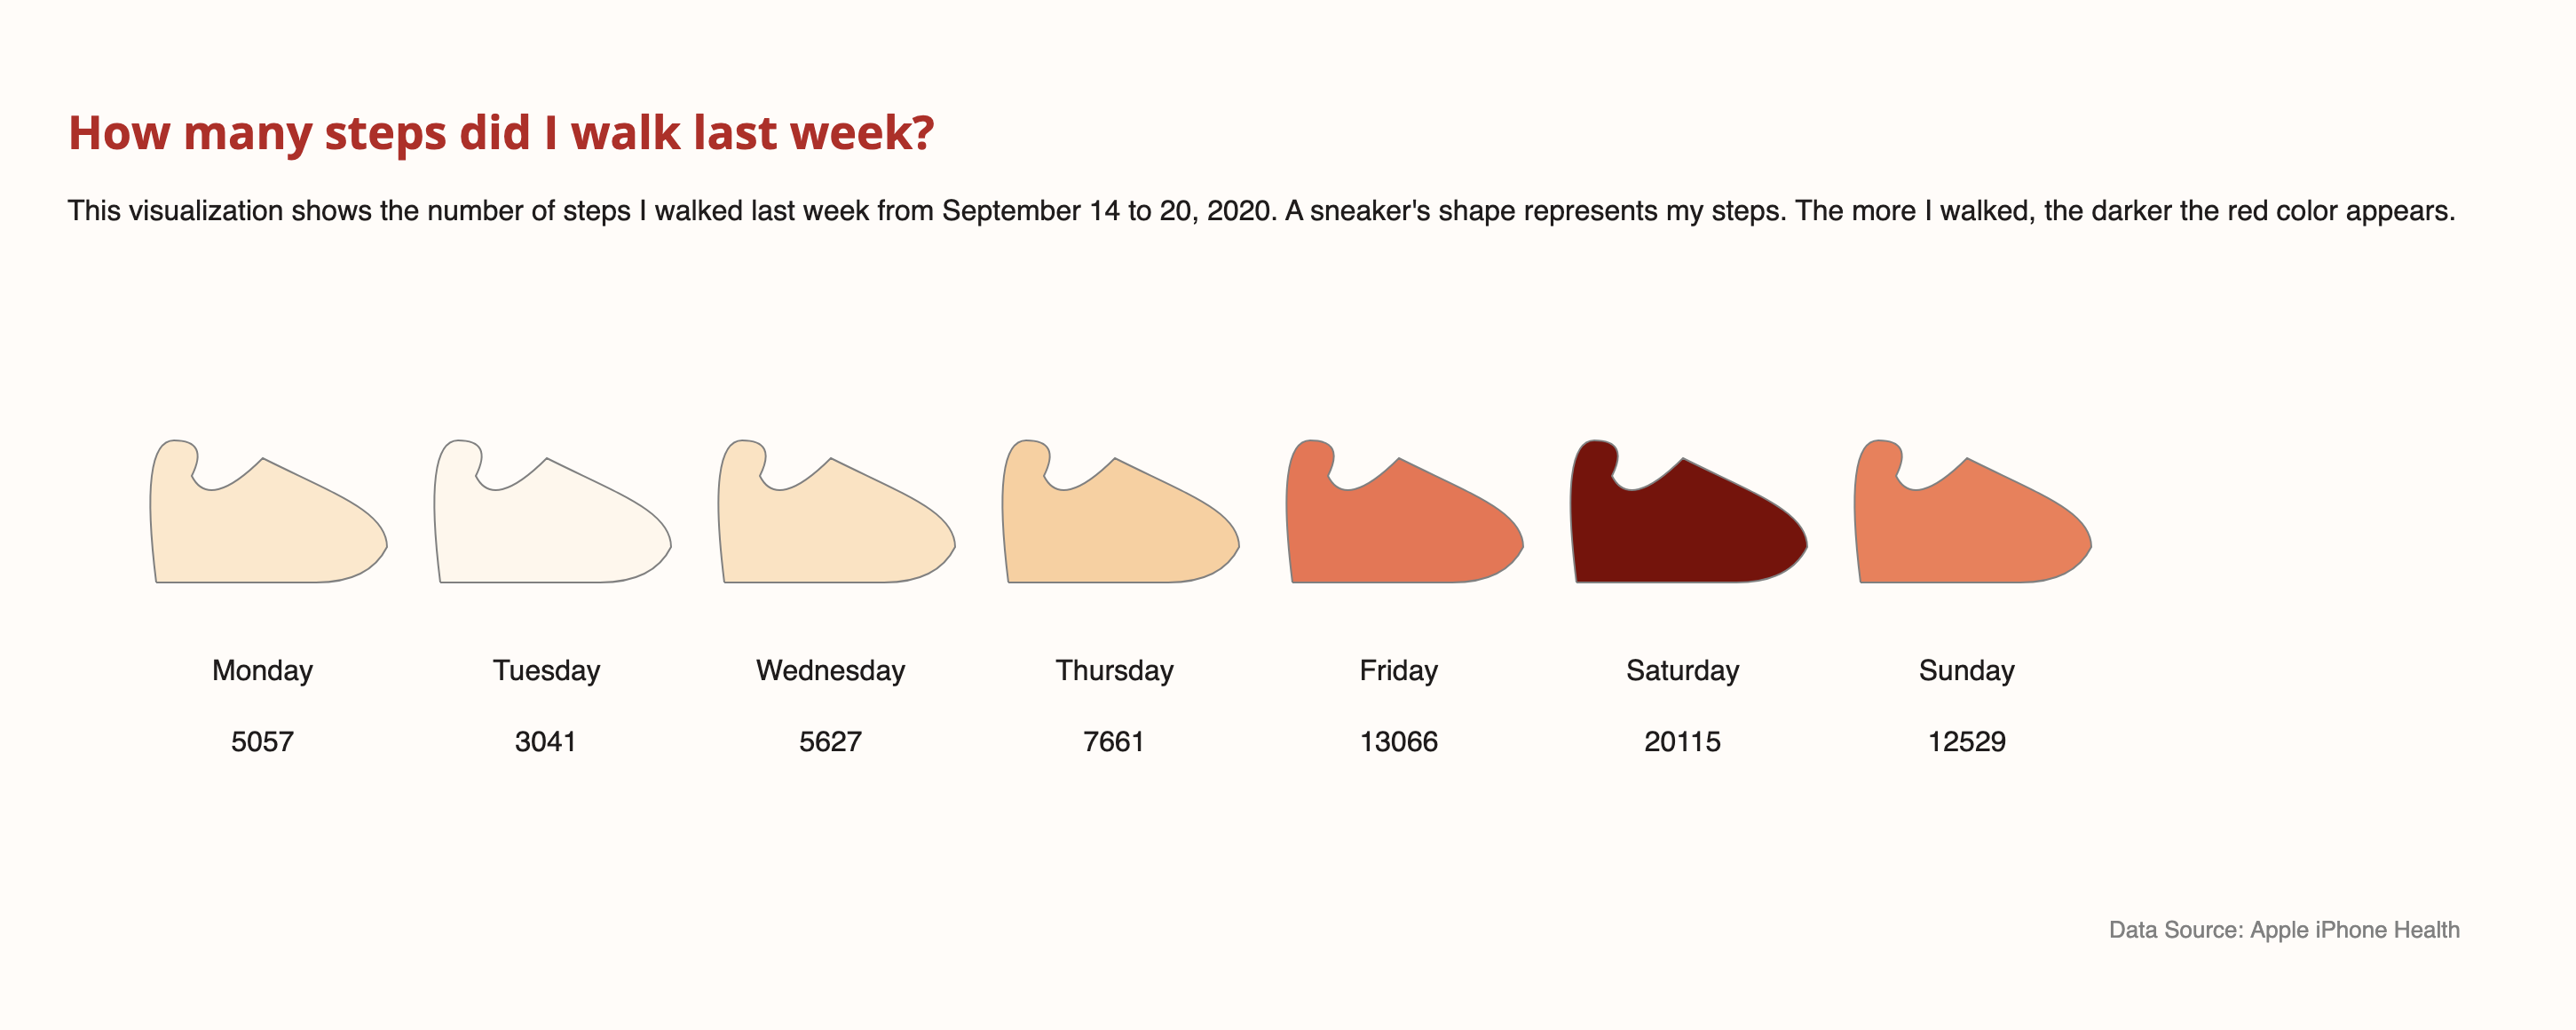 How many steps did I walk last week?
This visualization shows the number of steps I walked last week from September 14 to 20, 2020. A sneaker's shape represents my steps. The more I walked, the darker the red color appears.
Monday Tuesday Wednesday Thursday Friday Saturday Sunday
5057 3041 5627 7661 13066 20115 12529
Data Source: Apple iPhone Health